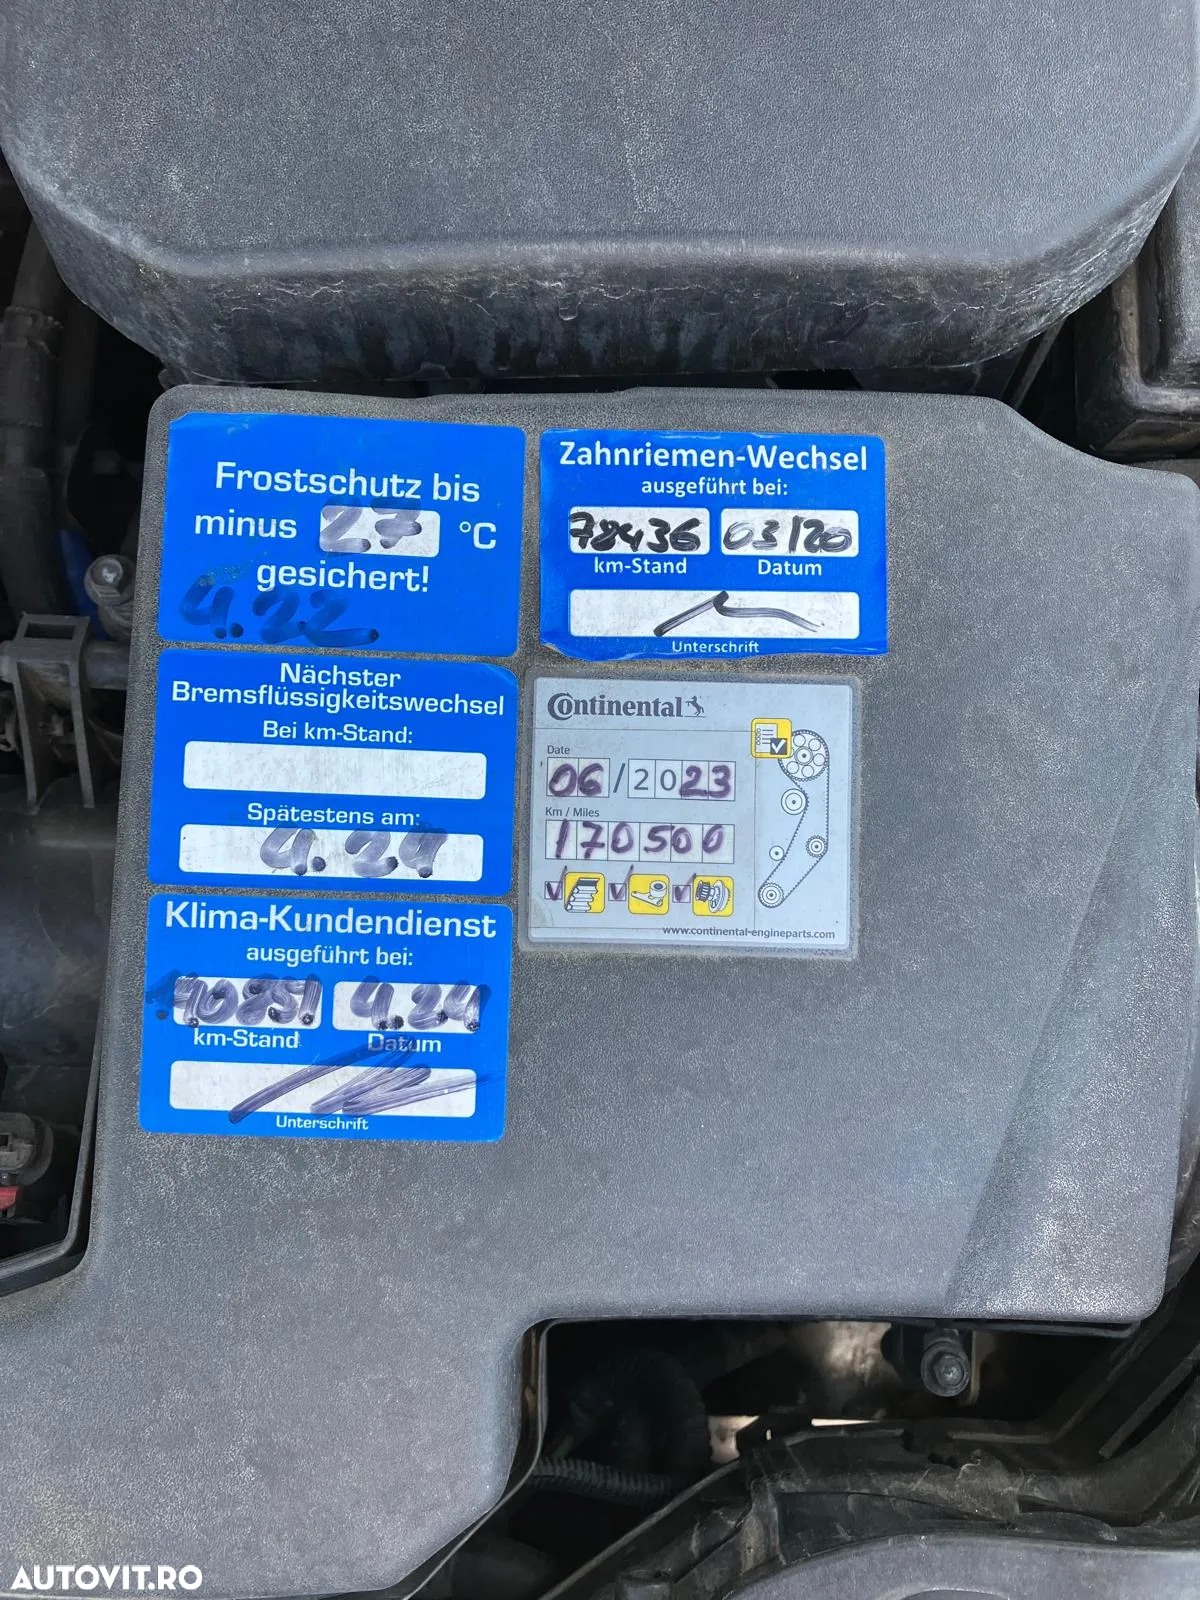 Frostschutz bis
minus 27 °C
gesichert!
4.22.
Zahnriemen-Wechsel
ausgeführt bei:
78436 03/20
km-Stand Datum
Unterschrift
Nächster
Bremsflüssigkeitswechsel
Bei km-Stand:
Spätestens am:
4.24
Continental
Date
06/2023
Km / Miles
170500
www.continental-engineparts.com
Klima-Kundendienst
ausgeführt bei:
140851 4.24
km-Stand Datum
Unterschrift
AUTOVIT.RO